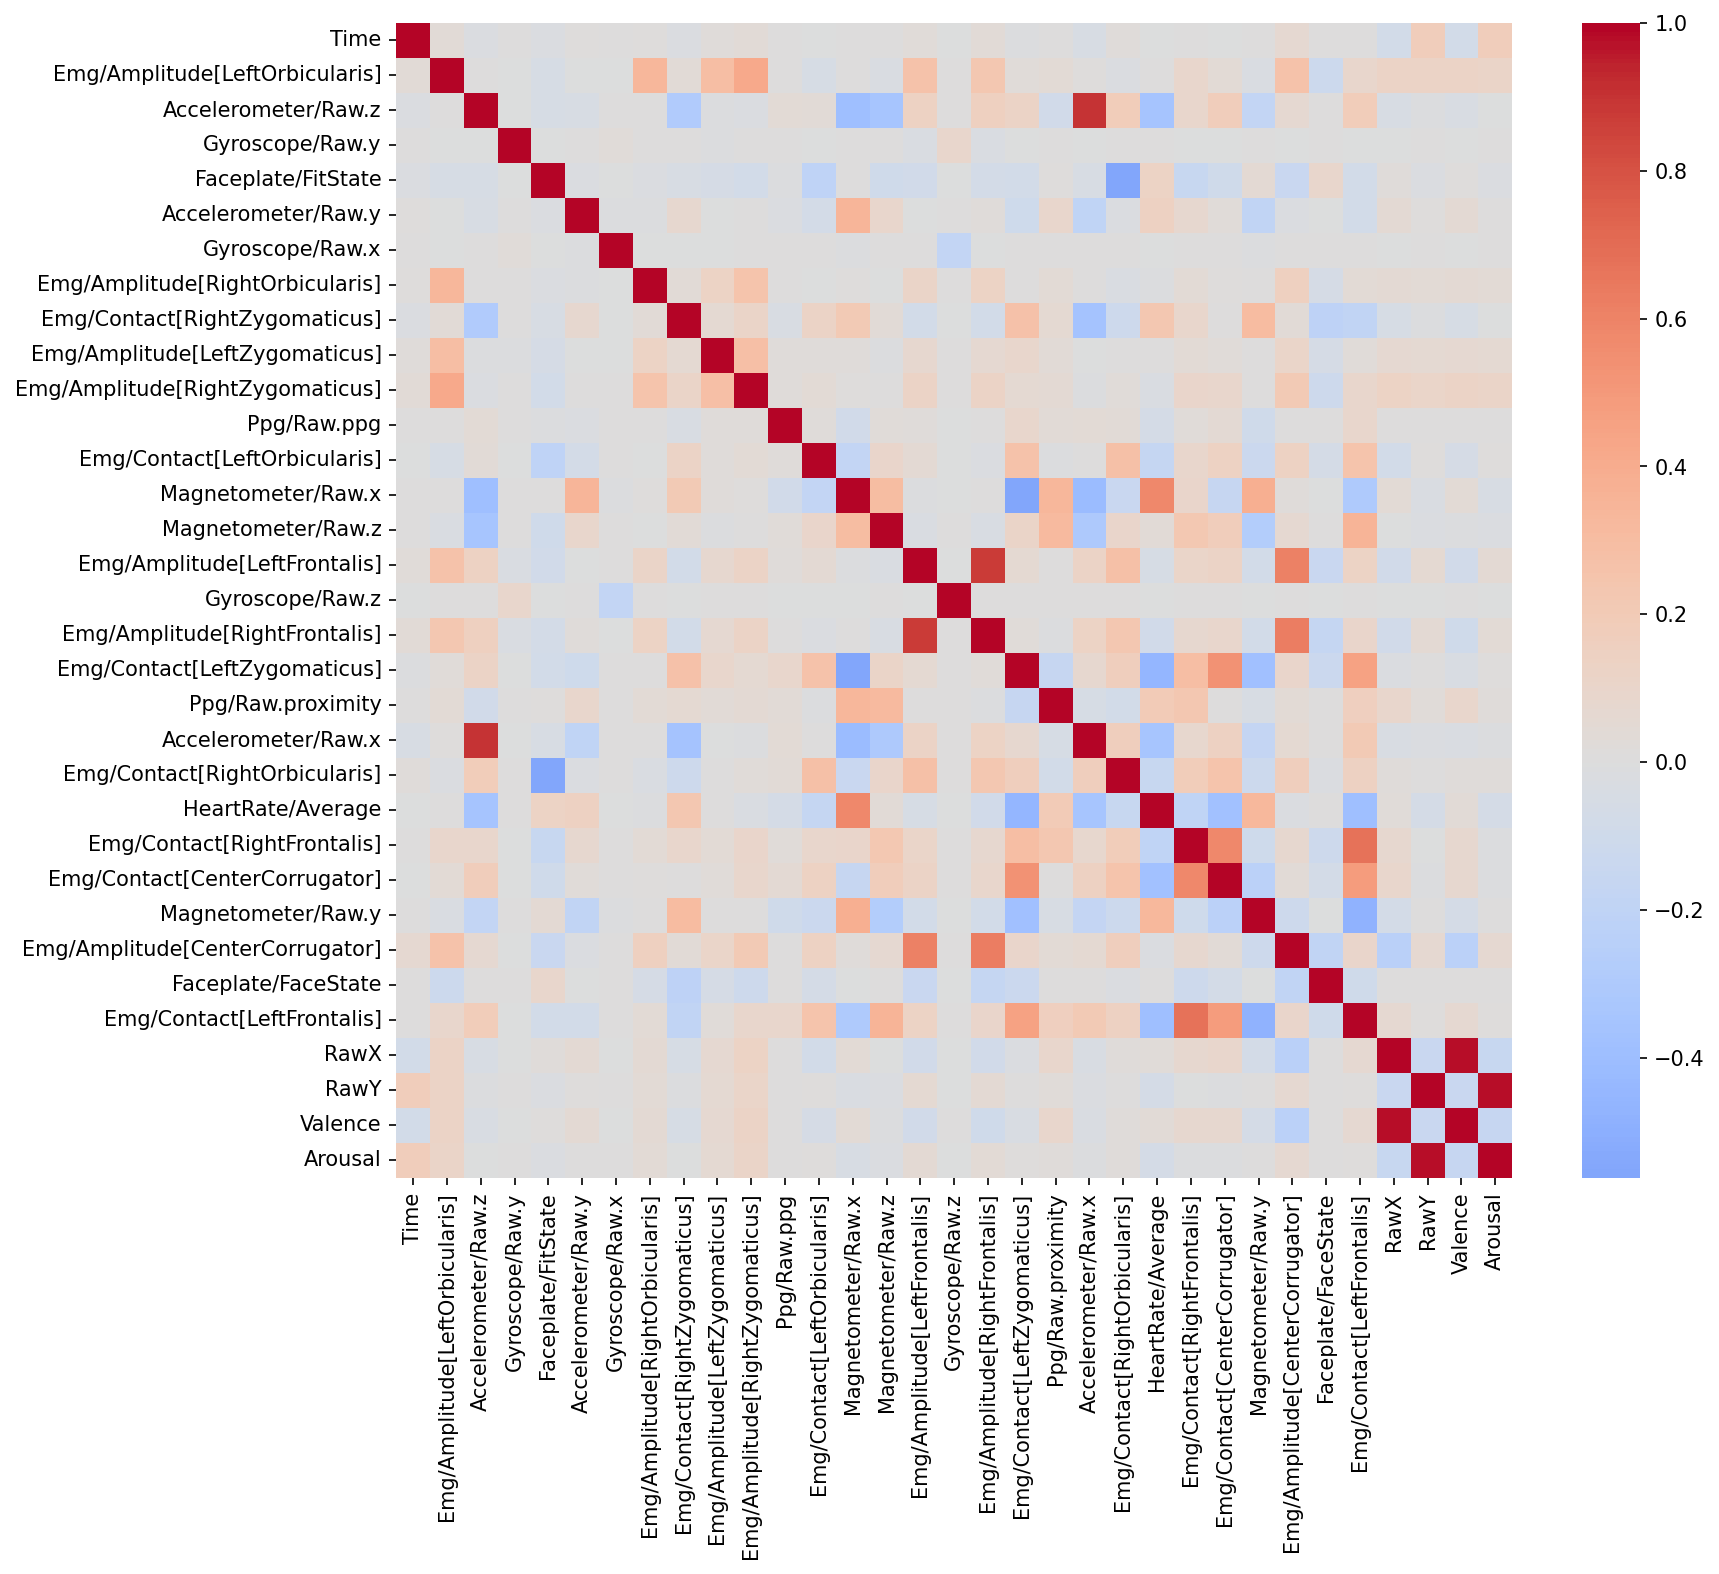 Time
Emg/Amplitude[LeftOrbicularis]
Accelerometer/Raw.z
Gyroscope/Raw.y
Faceplate/FitState
Accelerometer/Raw.y
Gyroscope/Raw.x
Emg/Amplitude[RightOrbicularis]
Emg/Contact[RightZygomaticus]
Emg/Amplitude[LeftZygomaticus]
Emg/Amplitude[RightZygomaticus]
Ppg/Raw.ppg
Emg/Contact[LeftOrbicularis]
Magnetometer/Raw.x
Magnetometer/Raw.z
Emg/Amplitude[LeftFrontalis]
Gyroscope/Raw.z
Emg/Amplitude[RightFrontalis]
Emg/Contact[LeftZygomaticus]
Ppg/Raw.proximity
Accelerometer/Raw.x
Emg/Contact[RightOrbicularis]
HeartRate/Average
Emg/Contact[RightFrontalis]
Emg/Contact[CenterCorrugator]
Magnetometer/Raw.y
Emg/Amplitude[CenterCorrugator]
Faceplate/FaceState
Emg/Contact[LeftFrontalis]
RawX
RawY
Valence
Arousal
Time
Emg/Amplitude[LeftOrbicularis]
Accelerometer/Raw.z
Gyroscope/Raw.y
Faceplate/FitState
Accelerometer/Raw.y
Gyroscope/Raw.x
Emg/Amplitude[RightOrbicularis]
Emg/Contact[RightZygomaticus]
Emg/Amplitude[LeftZygomaticus]
Emg/Amplitude[RightZygomaticus]
Ppg/Raw.ppg
Emg/Contact[LeftOrbicularis]
Magnetometer/Raw.x
Magnetometer/Raw.z
Emg/Amplitude[LeftFrontalis]
Gyroscope/Raw.z
Emg/Amplitude[RightFrontalis]
Emg/Contact[LeftZygomaticus]
Ppg/Raw.proximity
Accelerometer/Raw.x
Emg/Contact[RightOrbicularis]
HeartRate/Average
Emg/Contact[RightFrontalis]
Emg/Contact[CenterCorrugator]
Magnetometer/Raw.y
Emg/Amplitude[CenterCorrugator]
Faceplate/FaceState
Emg/Contact[LeftFrontalis]
RawX
RawY
Valence
Arousal
1.0
0.8
0.6
0.4
0.2
0.0
−0.2
−0.4